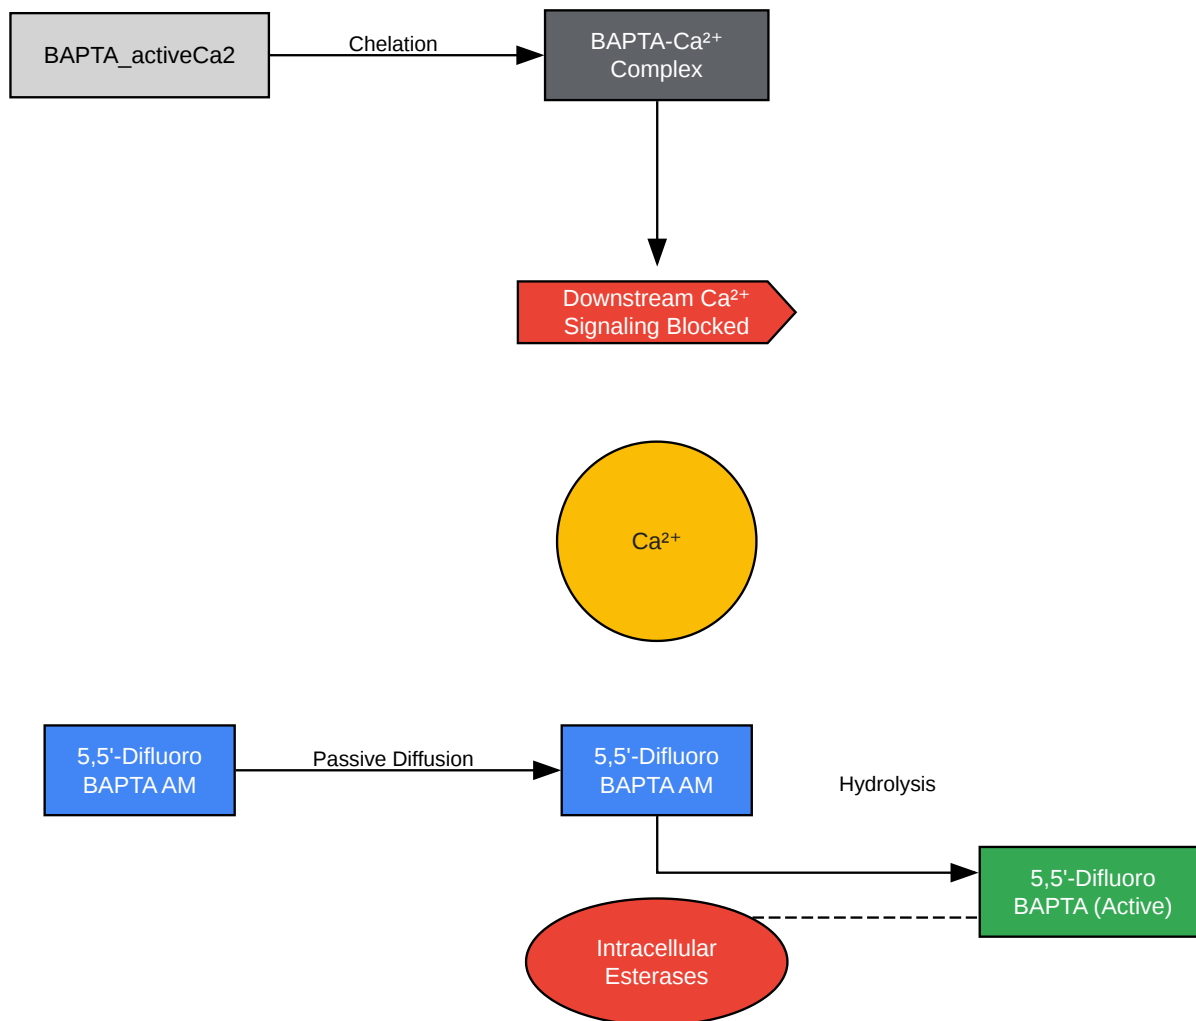 BAPTA_activeCa2
Chelation
BAPTA-Ca²⁺
Complex
Downstream Ca²⁺
Signaling Blocked
Ca²⁺
5,5'-Difluoro
BAPTA AM
Passive Diffusion
5,5'-Difluoro
BAPTA AM
Hydrolysis
5,5'-Difluoro
BAPTA (Active)
Intracellular
Esterases